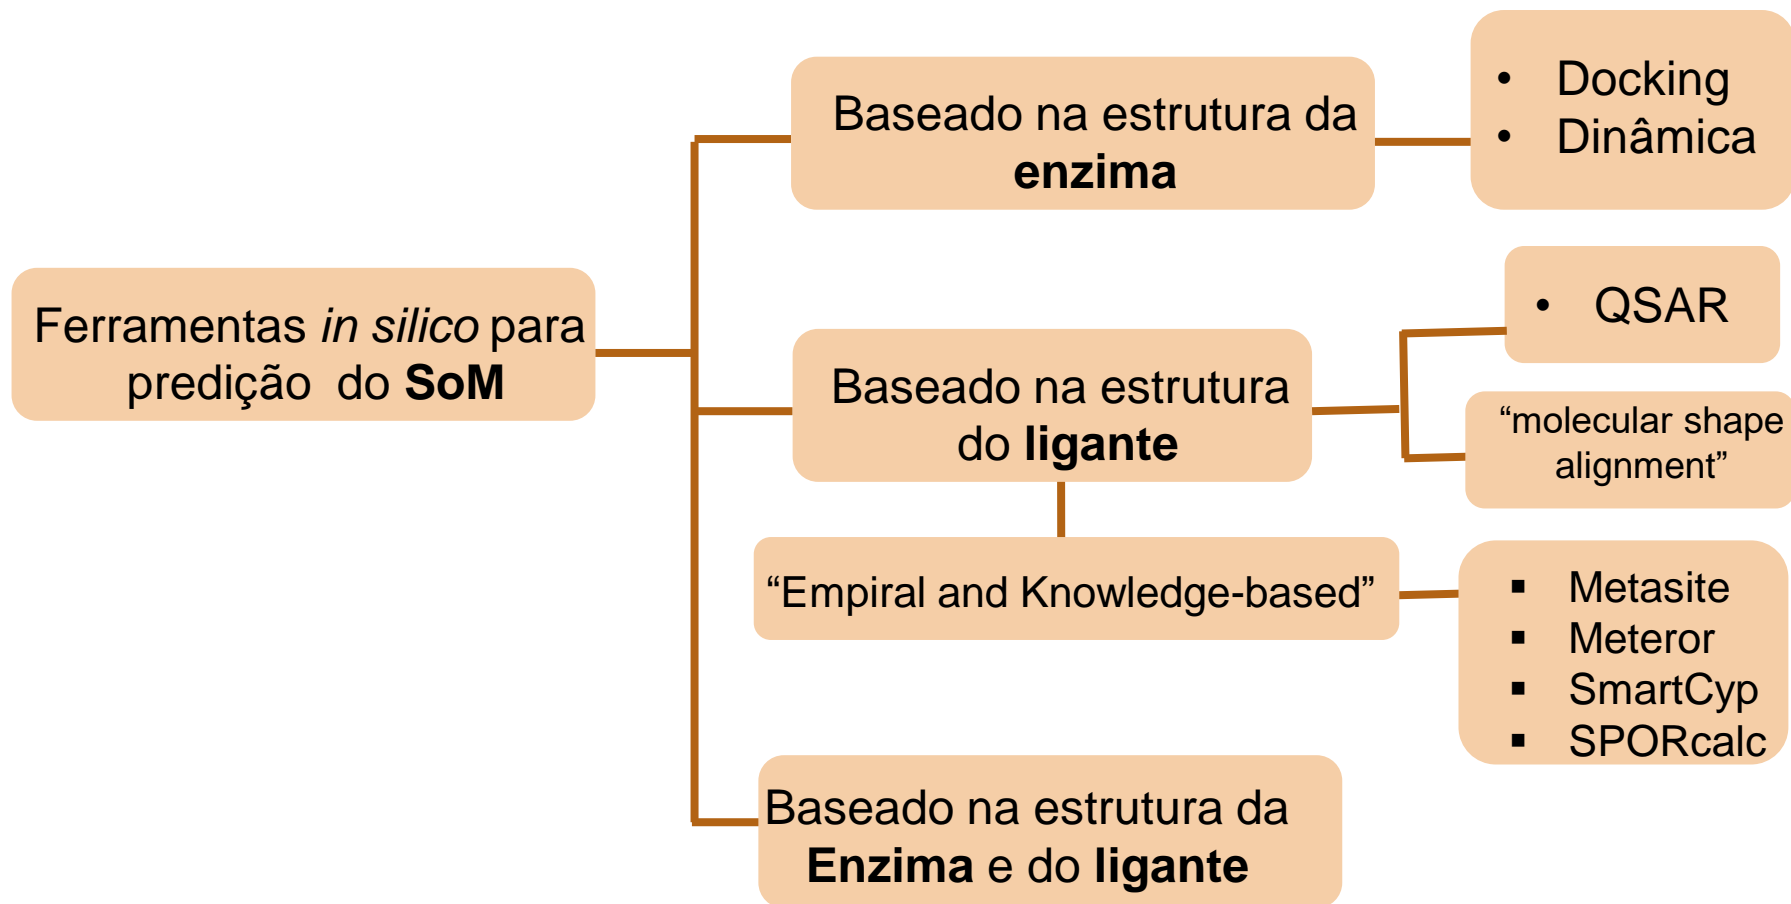 Ferramentas in silico para
predição do SoM
Baseado na estrutura da
enzima
• Docking
• Dinâmica
Baseado na estrutura
do ligante
• QSAR
“molecular shape
alignment”
“Empiral and Knowledge-based”
▪ Metasite
▪ Meteror
▪ SmartCyp
▪ SPORcalc
Baseado na estrutura da
Enzima e do ligante